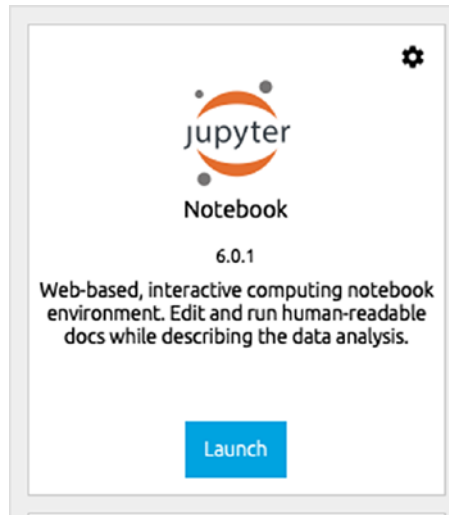 jupyter
Notebook
6.0.1
Web-based, interactive computing notebook
environment. Edit and run human-readable
docs while describing the data analysis.
Launch